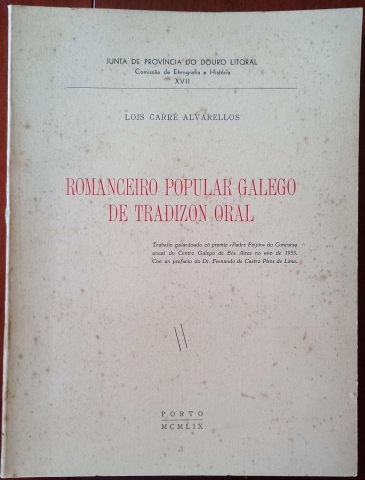 JUNTA DE PROVÍNCIA DO DOURO LITORAL
Comissão de Etnografia e História
XVII
LOIS CARRÉ ALVARELLOS
ROMANCEIRO POPULAR GALEGO
DE TRADIZON ORAL
Traballo galardoado có premio «Padre Feijóo» do Concurso
anual do Centro Galego de Bós Aires no ano de 1955.
Con un prefacio do Dr. Fernando de Castro Pires de Lima.
PORTO
MCMLIX